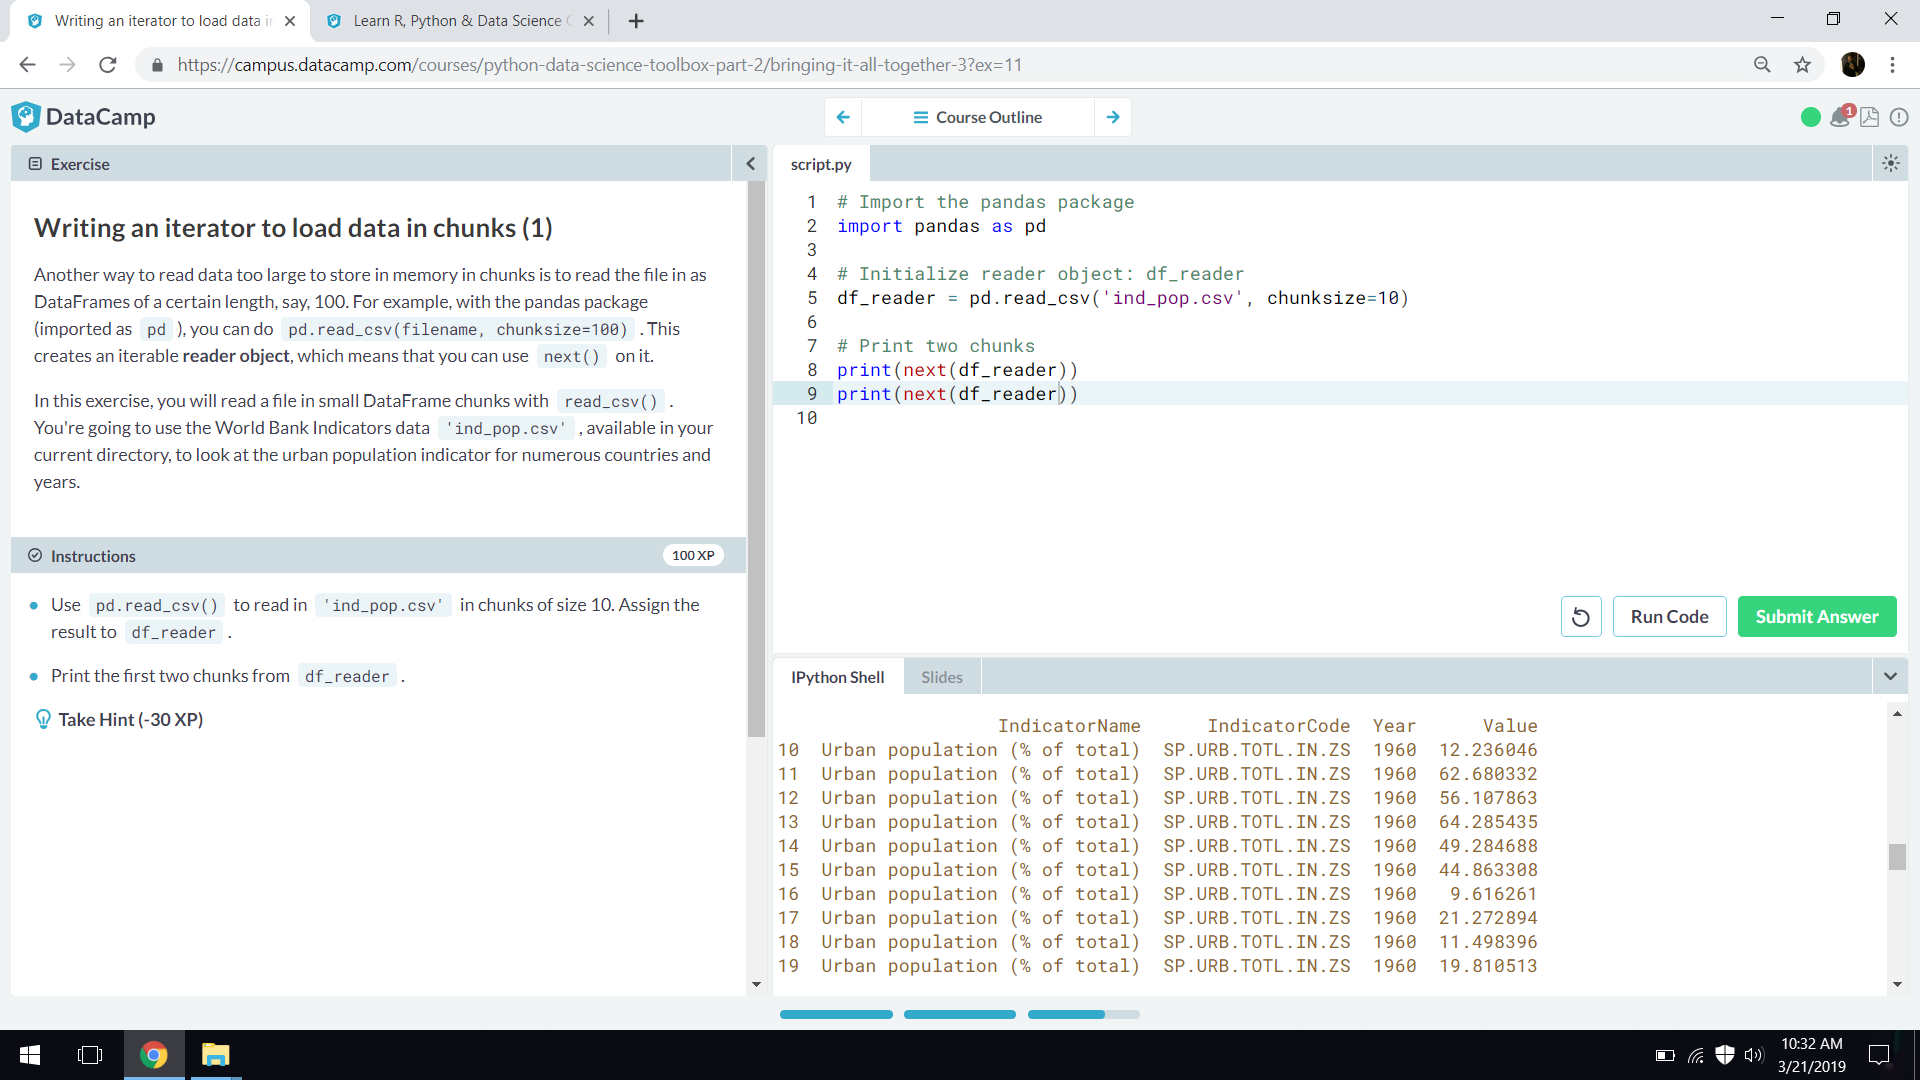 Writing an iterator to load data in
Learn R, Python & Data Science
https://campus.datacamp.com/courses/python-data-science-toolbox-part-2/bringing-it-all-together-3?ex=11
DataCamp
Course Outline
1
Exercise
script.py
Writing an iterator to load data in chunks (1)
Another way to read data too large to store in memory in chunks is to read the file in as
DataFrames of a certain length, say, 100. For example, with the pandas package
(imported as pd ), you can do pd.read_csv(filename, chunksize=100) . This
creates an iterable reader object, which means that you can use next() on it.
In this exercise, you will read a file in small DataFrame chunks with read_csv() .
You're going to use the World Bank Indicators data 'ind_pop.csv' , available in your
current directory, to look at the urban population indicator for numerous countries and
years.
Instructions
100 XP
Use pd.read_csv() to read in 'ind_pop.csv' in chunks of size 10. Assign the
result to df_reader .
Print the first two chunks from df_reader .
Take Hint (-30 XP)
1 # Import the pandas package
2 import pandas as pd
3
4 # Initialize reader object: df_reader
5 df_reader = pd.read_csv('ind_pop.csv', chunksize=10)
6
7 # Print two chunks
8 print(next(df_reader))
9 print(next(df_reader))
10
Run Code
Submit Answer
IPython Shell
Slides
IndicatorName IndicatorCode Year Value
10 Urban population (% of total) SP.URB.TOTL.IN.ZS 1960 12.236046
11 Urban population (% of total) SP.URB.TOTL.IN.ZS 1960 62.680332
12 Urban population (% of total) SP.URB.TOTL.IN.ZS 1960 56.107863
13 Urban population (% of total) SP.URB.TOTL.IN.ZS 1960 64.285435
14 Urban population (% of total) SP.URB.TOTL.IN.ZS 1960 49.284688
15 Urban population (% of total) SP.URB.TOTL.IN.ZS 1960 44.863308
16 Urban population (% of total) SP.URB.TOTL.IN.ZS 1960 9.616261
17 Urban population (% of total) SP.URB.TOTL.IN.ZS 1960 21.272894
18 Urban population (% of total) SP.URB.TOTL.IN.ZS 1960 11.498396
19 Urban population (% of total) SP.URB.TOTL.IN.ZS 1960 19.810513
10:32 AM
3/21/2019